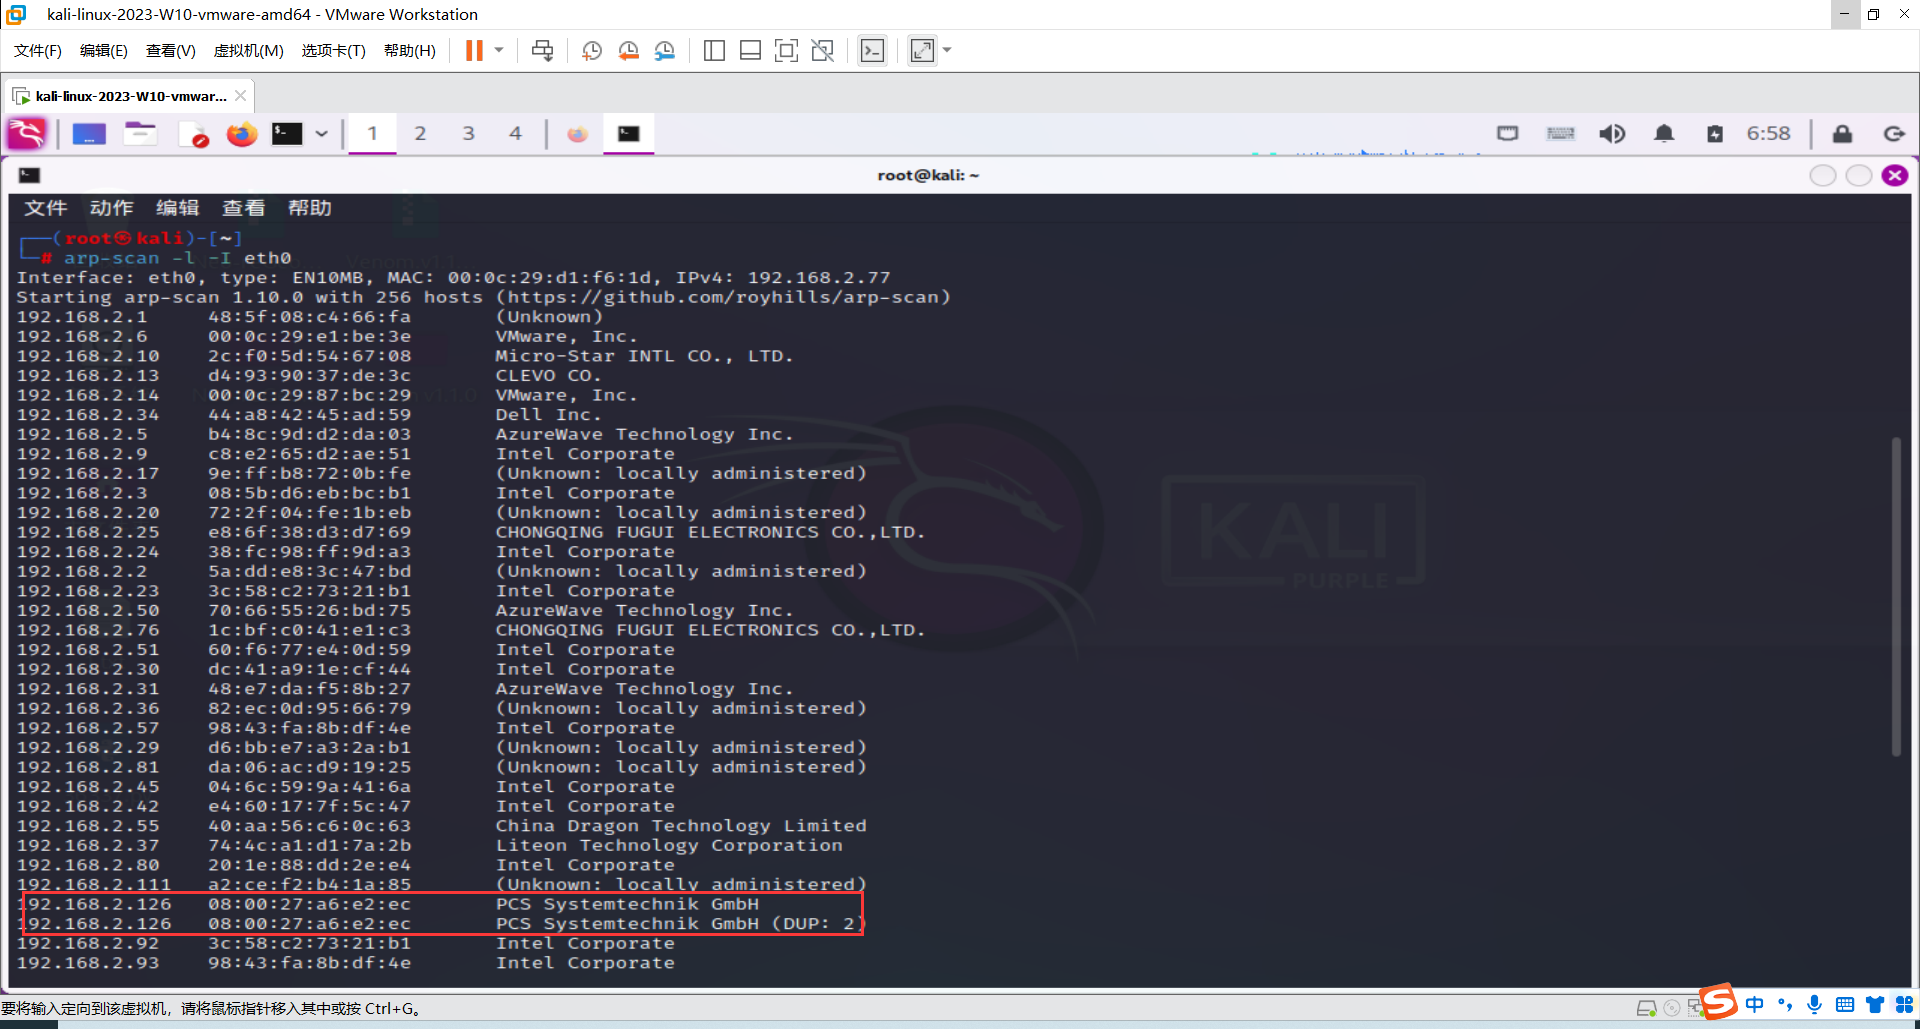 kali-linux-2023-W10-vmware-amd64 - VMware Workstation
文件(F) 编辑(E) 查看(V) 虚拟机(M) 选项卡(T) 帮助(H)
kali-linux-2023-W10-vmwar...
1 2 3 4 6:58
root@kali: ~
文件 动作 编辑 查看 帮助
(root㉿kali)-[~]
# arp-scan -l -I eth0
Interface: eth0, type: EN10MB, MAC: 00:0c:29:d1:f6:1d, IPv4: 192.168.2.77
Starting arp-scan 1.10.0 with 256 hosts (https://github.com/royhills/arp-scan)
192.168.2.1 48:5f:08:c4:66:fa (Unknown)
192.168.2.6 00:0c:29:e1:be:3e VMware, Inc.
192.168.2.10 2c:f0:5d:54:67:08 Micro-Star INTL CO., LTD.
192.168.2.13 d4:93:90:37:de:3c CLEVO CO.
192.168.2.14 00:0c:29:87:bc:29 VMware, Inc.
192.168.2.34 44:a8:42:45:ad:59 Dell Inc.
192.168.2.5 b4:8c:9d:d2:da:03 AzureWave Technology Inc.
192.168.2.9 c8:e2:65:d2:ae:51 Intel Corporate
192.168.2.17 9e:ff:b8:72:0b:fe (Unknown: locally administered)
192.168.2.3 08:5b:d6:eb:bc:b1 Intel Corporate
192.168.2.20 72:2f:04:fe:1b:eb (Unknown: locally administered)
192.168.2.25 e8:6f:38:d3:d7:69 CHONGQING FUGUI ELECTRONICS CO.,LTD.
192.168.2.24 38:fc:98:ff:9d:a3 Intel Corporate
192.168.2.2 5a:dd:e8:3c:47:bd (Unknown: locally administered)
192.168.2.23 3c:58:c2:73:21:b1 Intel Corporate
192.168.2.50 70:66:55:26:bd:75 AzureWave Technology Inc.
192.168.2.76 1c:bf:c0:41:e1:c3 CHONGQING FUGUI ELECTRONICS CO.,LTD.
192.168.2.51 60:f6:77:e4:0d:59 Intel Corporate
192.168.2.30 dc:41:a9:1e:cf:44 Intel Corporate
192.168.2.31 48:e7:da:f5:8b:27 AzureWave Technology Inc.
192.168.2.36 82:ec:0d:95:66:79 (Unknown: locally administered)
192.168.2.57 98:43:fa:8b:df:4e Intel Corporate
192.168.2.29 d6:bb:e7:a3:2a:b1 (Unknown: locally administered)
192.168.2.81 da:06:ac:d9:19:25 (Unknown: locally administered)
192.168.2.45 04:6c:59:9a:41:6a Intel Corporate
192.168.2.42 e4:60:17:7f:5c:47 Intel Corporate
192.168.2.55 40:aa:56:c6:0c:63 China Dragon Technology Limited
192.168.2.37 74:4c:a1:d1:7a:2b Liteon Technology Corporation
192.168.2.80 20:1e:88:dd:2e:e4 Intel Corporate
192.168.2.111 a2:ce:f2:b4:1a:85 (Unknown: locally administered)
192.168.2.126 08:00:27:a6:e2:ec PCS Systemtechnik GmbH
192.168.2.126 08:00:27:a6:e2:ec PCS Systemtechnik GmbH (DUP: 2)
192.168.2.92 3c:58:c2:73:21:b1 Intel Corporate
192.168.2.93 98:43:fa:8b:df:4e Intel Corporate
KALI
PURPLE
要将输入定向到该虚拟机，请将鼠标指针移入其中或按 Ctrl+G。
中